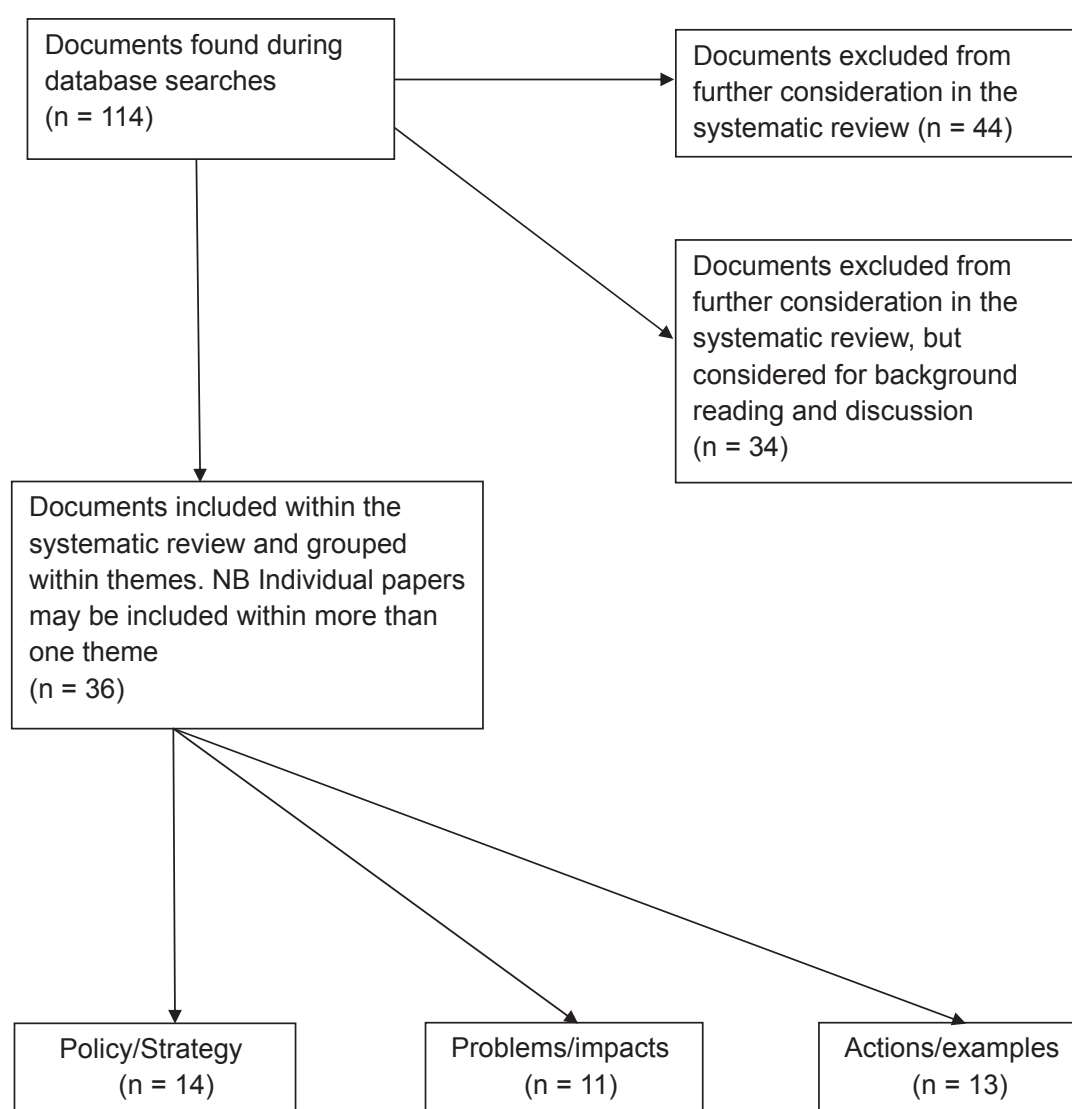 Documents found during
database searches
(n = 114)
Documents excluded from
further consideration in the
systematic review (n = 44)
Documents excluded from
further consideration in the
systematic review, but
considered for background
reading and discussion
(n = 34)
Documents included within the
systematic review and grouped
within themes. NB Individual papers
may be included within more than
one theme
(n = 36)
Policy/Strategy
(n = 14)
Problems/impacts
(n = 11)
Actions/examples
(n = 13)